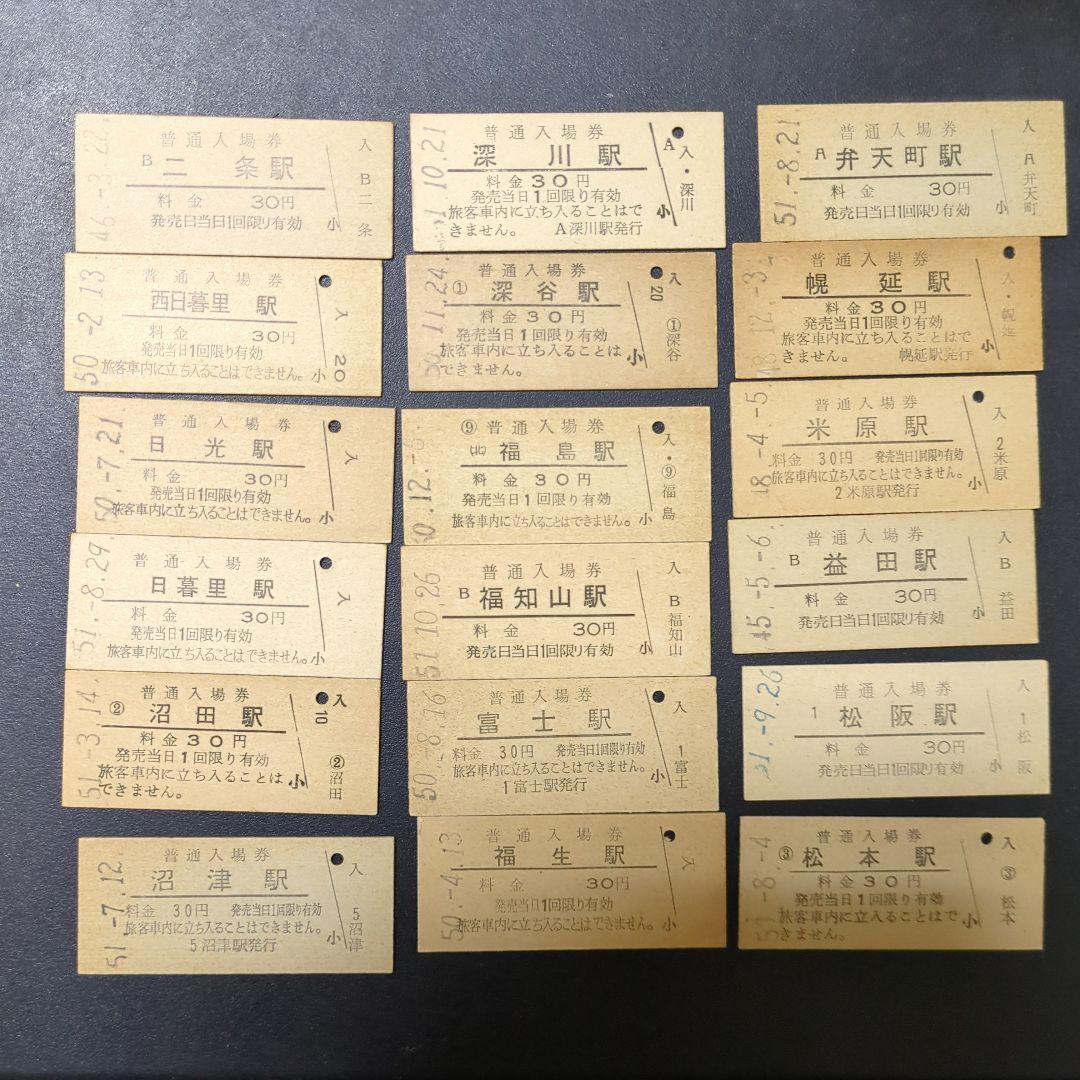 46.-3.22
普通入場券
B 二条駅
料金 30円
発売日当日1回限り有効
小
入
B二条
10.21
普通入場券
深川駅
料金30円
発売当日1回限り有効
旅客車内に立ち入ることはで
きません。 A深川駅発行
小
A
入・深川
51.-8.21
普通入場券
A 弁天町駅
料金 30円
発売日当日1回限り有効
小
入
A弁天町
50.-2.13
普通入場券
西日暮里駅
料金 30円
発売当日1回限り有効
旅客車内に立ち入ることはできません。
小
入
20
11.24
普通入場券
① 深谷駅
料金30円
発売当日1回限り有効
旅客車内に立ち入ることは
できません。
小
入
20
①深谷
普通入場券
幌延駅
料金30円
発売当日1回限り有効
旅客車内に立ち入ることはで
きません。 幌延駅発行
小
入・幌延
50.-7.21
普通入場券
日光駅
料金 30円
発売当日1回限り有効
旅客車内に立ち入ることはできません。
小
入
⑨ 普通入場券
(北) 福島駅
料金30円
発売当日1回限り有効
旅客車内に立ち入ることはできません。
小
入・⑨福島
48.-4.-5
普通入場券
米原駅
料金 30円 発売当日1回限り有効
旅客車内に立ち入ることはできません。
2米原駅発行
小
入
2米原
51.-8.29
普通入場券
日暮里駅
料金 30円
発売当日1回限り有効
旅客車内に立ち入ることはできません。
小
入
51.10.26
普通入場券
B 福知山駅
料金 30円
発売日当日1回限り有効
小
入
B福知山
45.-5.-6
普通入場券
B 益田駅
料金 30円
発売日当日1回限り有効
小
入
B益田
51.-3.14
普通入場券
② 沼田駅
料金30円
発売当日1回限り有効
旅客車内に立ち入ることは
できません。
小
入
10
②沼田
50.-8.16
普通入場券
富士駅
料金 30円 発売当日1回限り有効
旅客車内に立ち入ることはできません。
1富士駅発行
小
入
1富士
51.-9.26
普通入場券
1 松阪駅
料金 30円
発売日当日1回限り有効
小
入
1松阪
51.-7.12
普通入場券
沼津駅
料金 30円 発売当日1回限り有効
旅客車内に立ち入ることはできません。
5沼津駅発行
小
入
5沼津
50.-4.13
普通入場券
福生駅
料金 30円
発売当日1回限り有効
旅客車内に立ち入ることはできません。
小
入
51.-8.-4
普通入場券
③ 松本駅
料金30円
発売当日1回限り有効
旅客車内に立入ることはで
きません。
小
入
③
松本